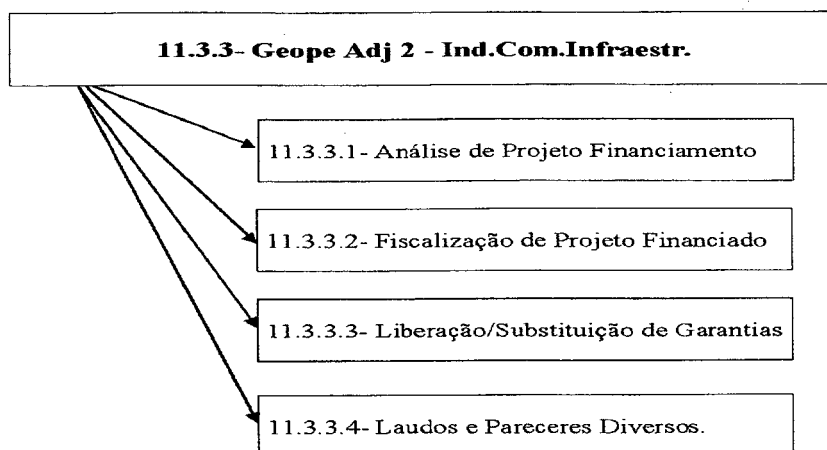 11.3.3- Geope Adj 2 - Ind.Com.Infraestr.
11.3.3.1- Análise de Projeto Financiamento
11.3.3.2- Fiscalização de Projeto Financiado
11.3.3.3- Liberação/Substituição de Garantias
11.3.3.4- Laudos e Pareceres Diversos.